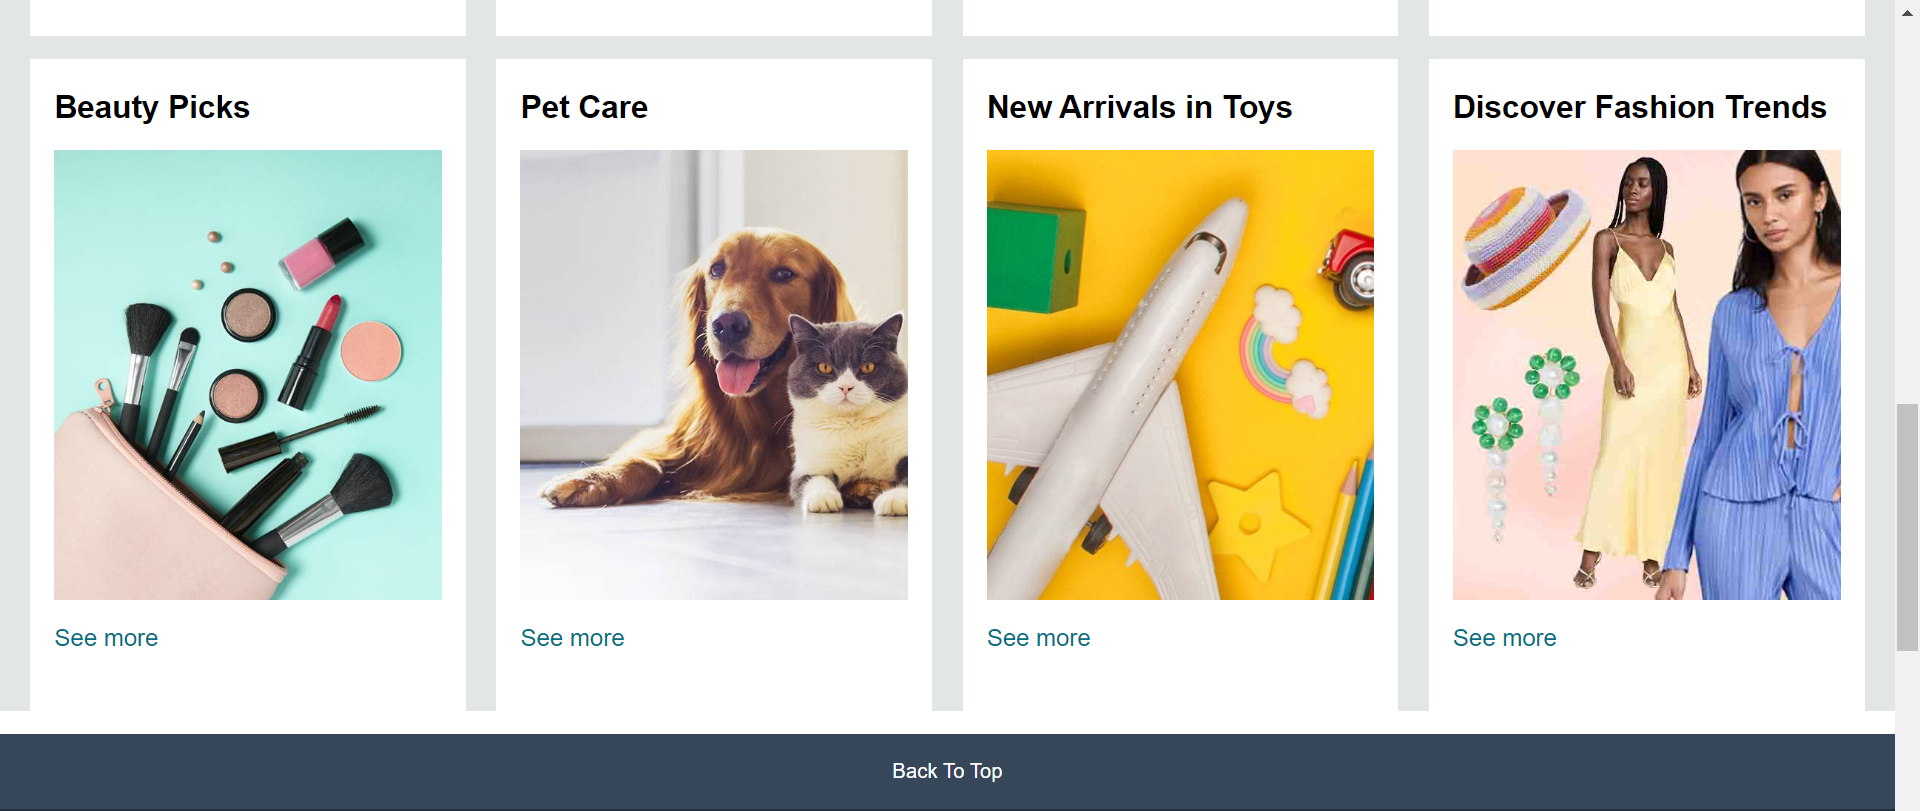 Beauty Picks
Pet Care
New Arrivals in Toys
Discover Fashion Trends
See more
See more
See more
See more
Back To Top